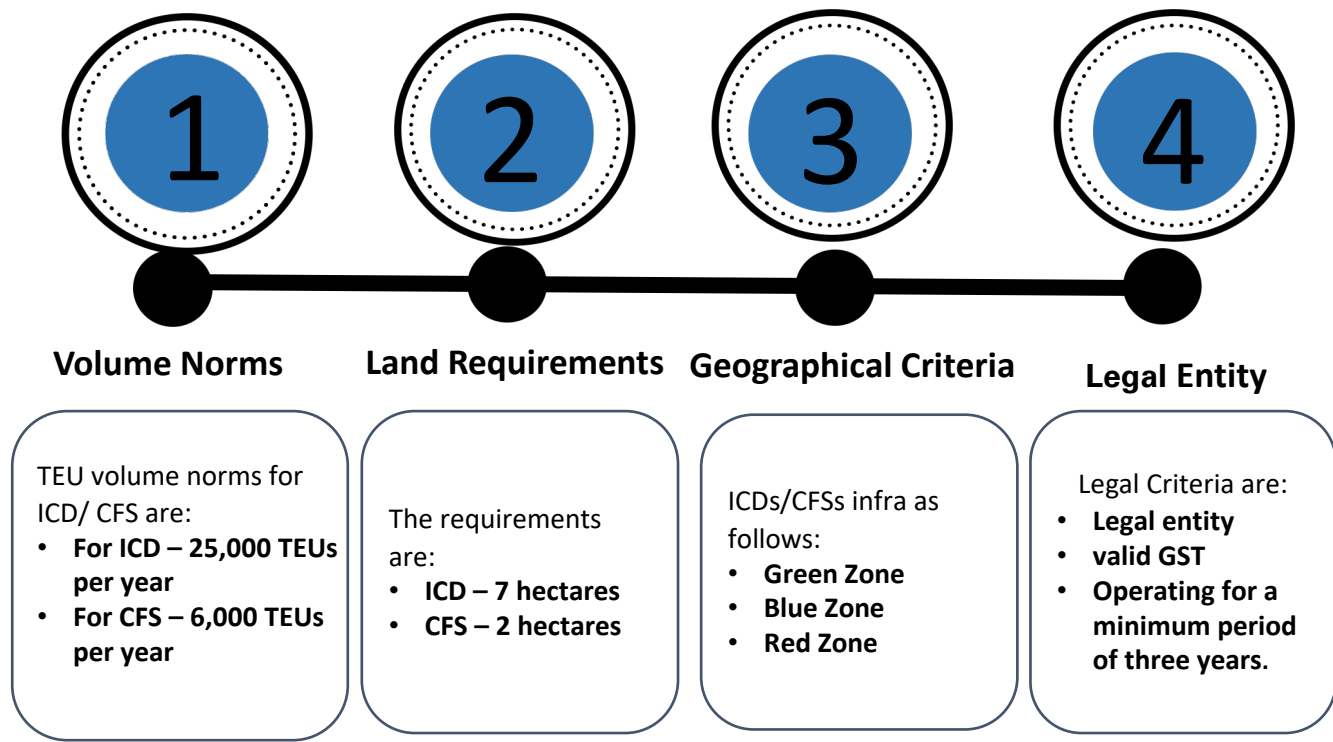 1
2
3
4
Volume Norms
Land Requirements
Geographical Criteria
Legal Entity
TEU volume norms for
ICD/ CFS are:
• For ICD – 25,000 TEUs
per year
• For CFS – 6,000 TEUs
per year
The requirements
are:
• ICD – 7 hectares
• CFS – 2 hectares
ICDs/CFSs infra as
follows:
• Green Zone
• Blue Zone
• Red Zone
Legal Criteria are:
• Legal entity
• valid GST
• Operating for a
minimum period
of three years.